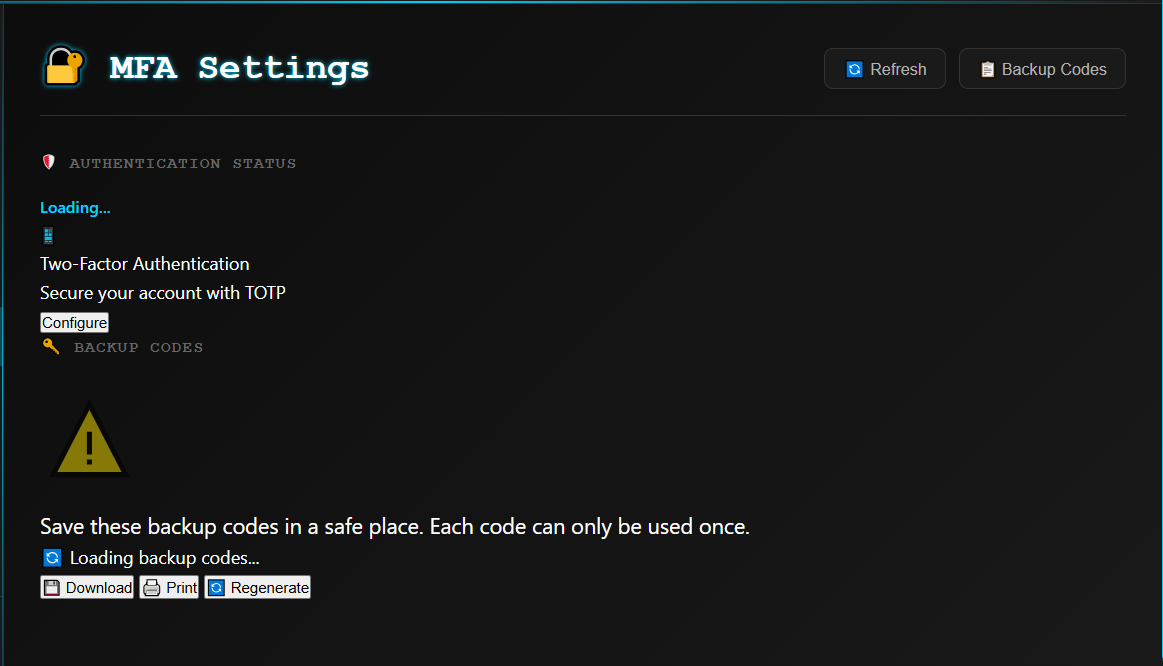 MFA Settings
Refresh
Backup Codes
AUTHENTICATION STATUS
Loading...
Two-Factor Authentication
Secure your account with TOTP
Configure
BACKUP CODES
Save these backup codes in a safe place. Each code can only be used once.
Loading backup codes...
Download Print Regenerate